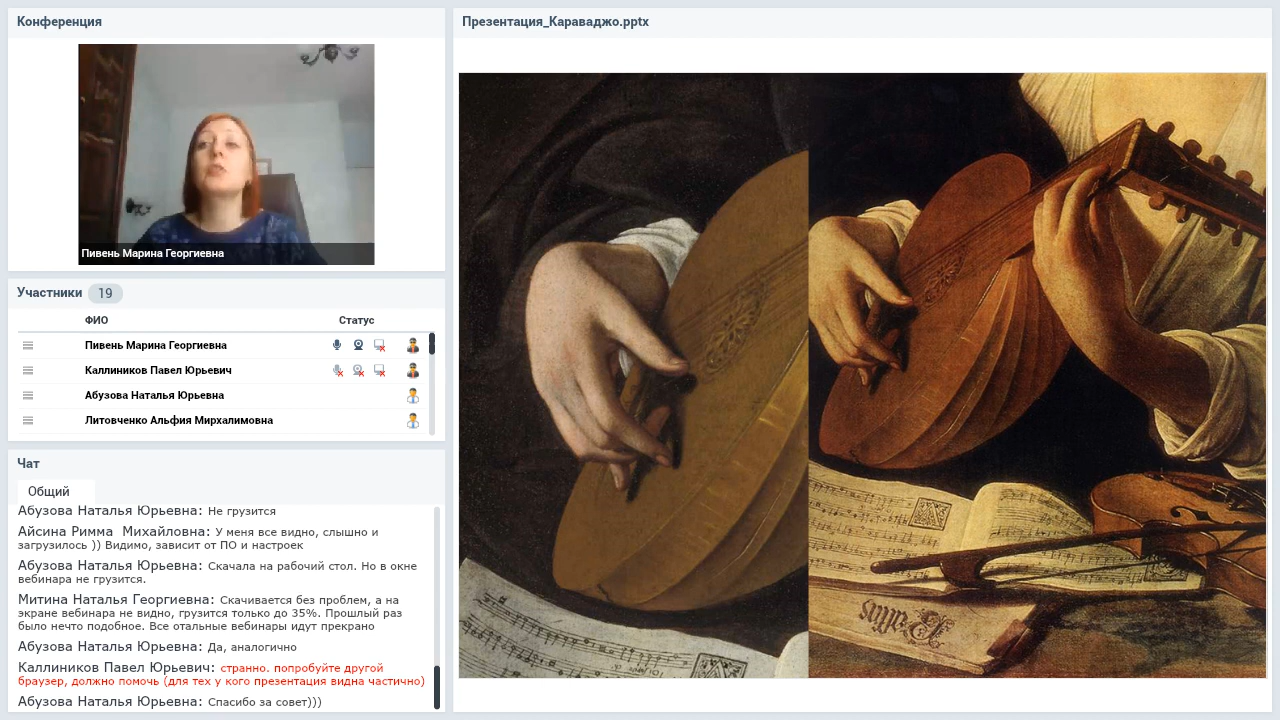 Конференция
Пивень Марина Георгиевна
Участники 19
ФИО Статус
Пивень Марина Георгиевна
Каллиников Павел Юрьевич
Абузова Наталья Юрьевна
Литовченко Альфия Мирхалимовна
Чат
Общий
Абузова Наталья Юрьевна: Не грузится
Айсина Римма  Михайловна: У меня все видно, слышно и
загрузилось )) Видимо, зависит от ПО и настроек
Абузова Наталья Юрьевна: Скачала на рабочий стол. Но в окне
вебинара не грузится.
Митина Наталья Георгиевна: Скачивается без проблем, а на
экране вебинара не видно, грузится только до 35%. Прошлый раз
было нечто подобное. Все отальные вебинары идут прекрано
Абузова Наталья Юрьевна: Да, аналогично
Каллиников Павел Юрьевич: странно. попробуйте другой
браузер, должно помочь (для тех у кого презентация видна частично)
Абузова Наталья Юрьевна: Спасибо за совет)))
Презентация_Караваджо.pptx